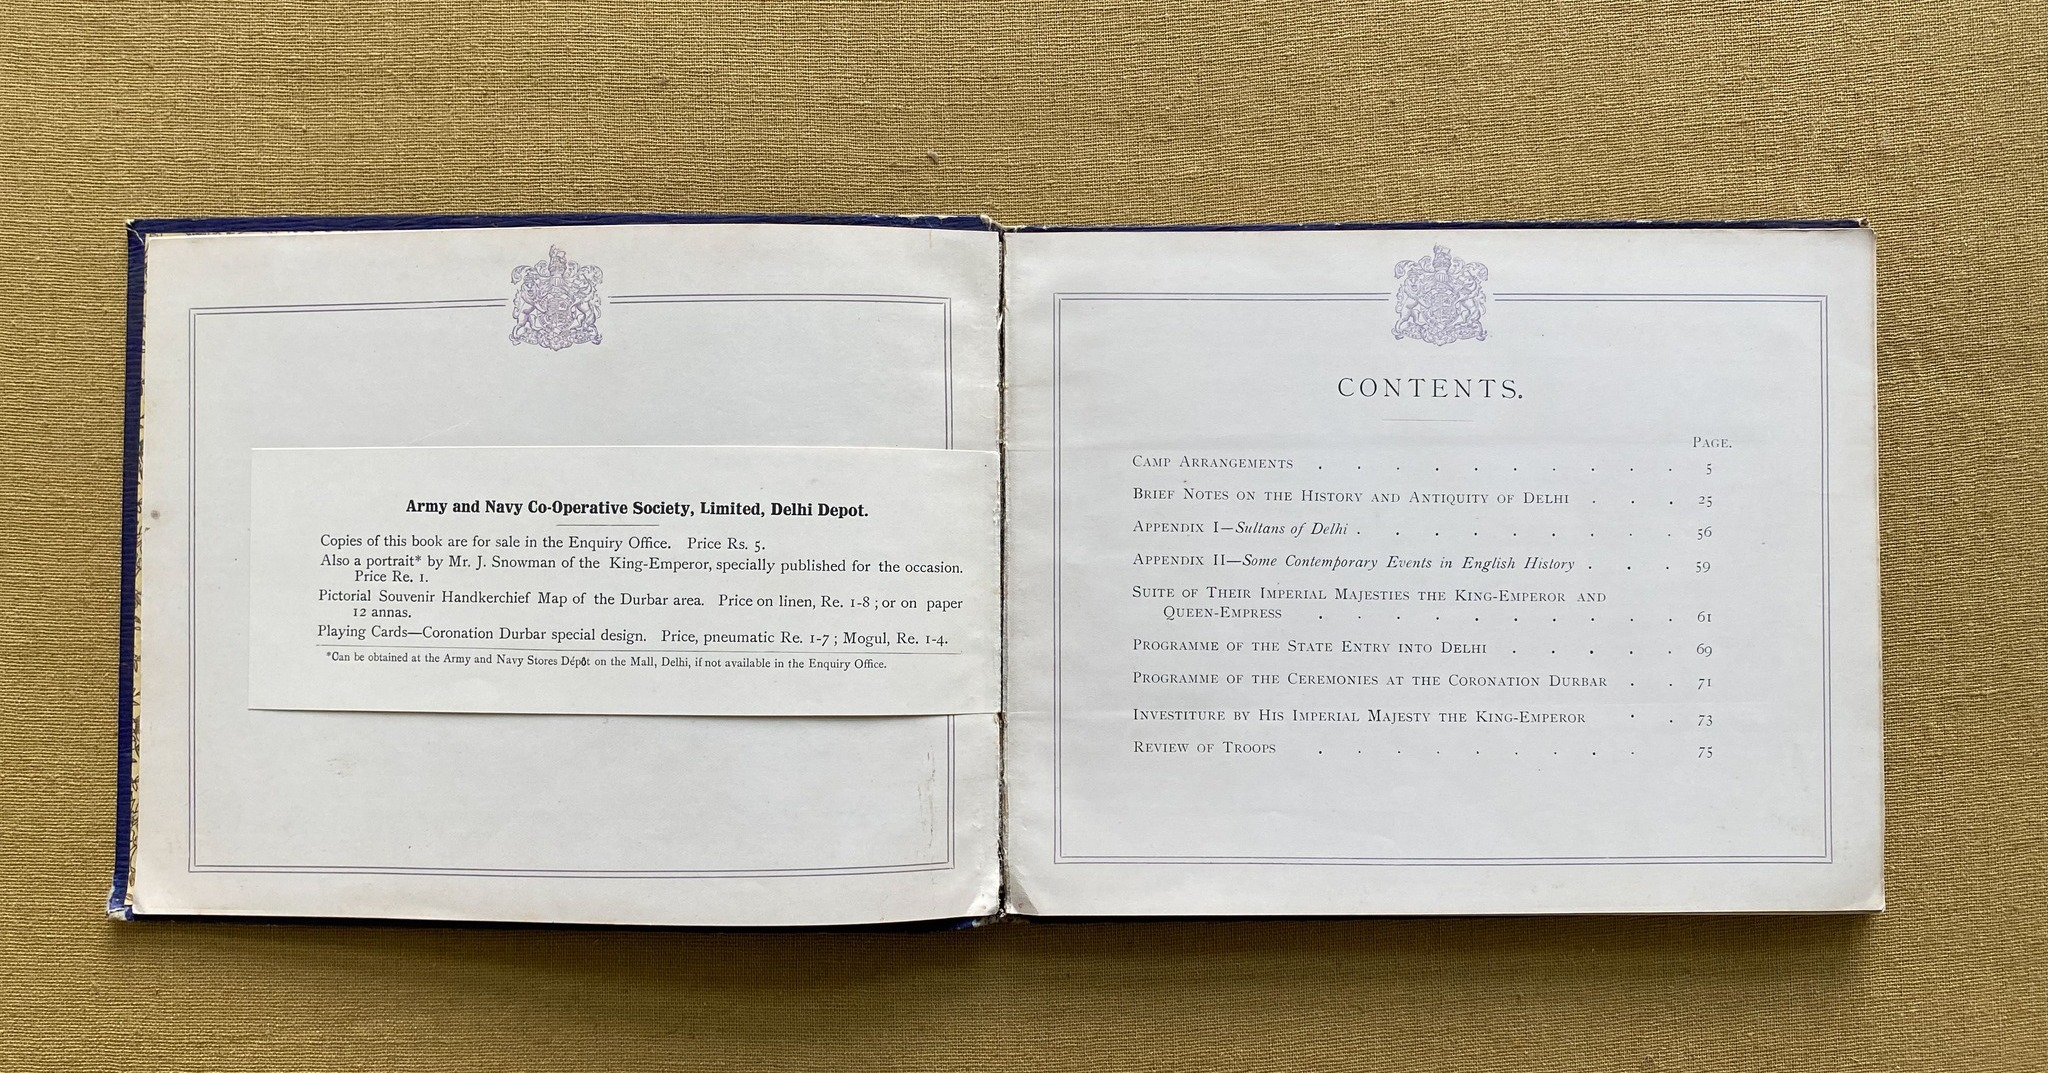 Army and Navy Co-Operative Society, Limited, Delhi Depot.
Copies of this book are for sale in the Enquiry Office. Price Rs. 5.
Also a portrait* by Mr. J. Snowman of the King-Emperor, specially published for the occasion.
Price Re. 1.
Pictorial Souvenir Handkerchief Map of the Durbar area. Price on linen, Re. 1-8 ; or on paper
12 annas.
Playing Cards—Coronation Durbar special design. Price, pneumatic Re. 1-7 ; Mogul, Re. 1-4.
*Can be obtained at the Army and Navy Stores Dépôt on the Mall, Delhi, if not available in the Enquiry Office.
CONTENTS.
PAGE.
CAMP ARRANGEMENTS . . . . . . . . . . 5
BRIEF NOTES ON THE HISTORY AND ANTIQUITY OF DELHI . . . 25
APPENDIX I—Sultans of Delhi . . . . . . . . . 56
APPENDIX II—Some Contemporary Events in English History . . . 59
SUITE OF THEIR IMPERIAL MAJESTIES THE KING-EMPEROR AND
QUEEN-EMPRESS . . . . . . . . . . 61
PROGRAMME OF THE STATE ENTRY INTO DELHI . . . . . 69
PROGRAMME OF THE CEREMONIES AT THE CORONATION DURBAR . . 71
INVESTITURE BY HIS IMPERIAL MAJESTY THE KING-EMPEROR . . 73
REVIEW OF TROOPS . . . . . . . . . 75